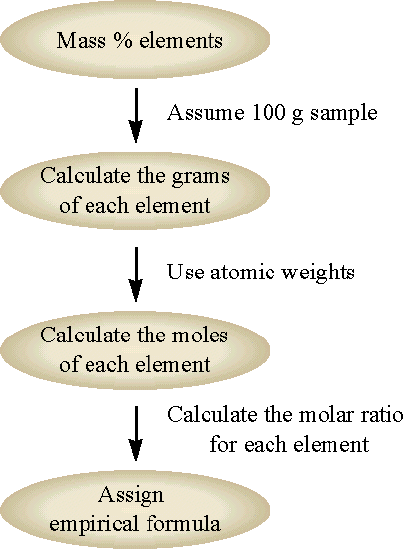 Mass % elements
Assume 100 g sample
Calculate the grams
of each element
Use atomic weights
Calculate the moles
of each element
Calculate the molar ratio
for each element
Assign
empirical formula